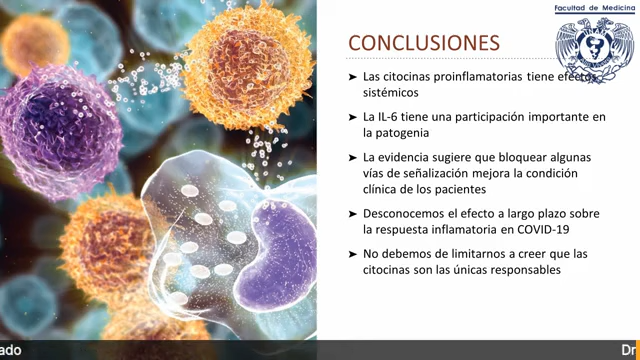 Facultad de Medicina
CONCLUSIONES
➤ Las citocinas proinflamatorias tiene efectos
sistémicos
➤ La IL-6 tiene una participación importante en
la patogenia
➤ La evidencia sugiere que bloquear algunas
vías de señalización mejora la condición
clínica de los pacientes
➤ Desconocemos el efecto a largo plazo sobre
la respuesta inflamatoria en COVID-19
➤ No debemos de limitarnos a creer que las
citocinas son las únicas responsables
ado
Dr